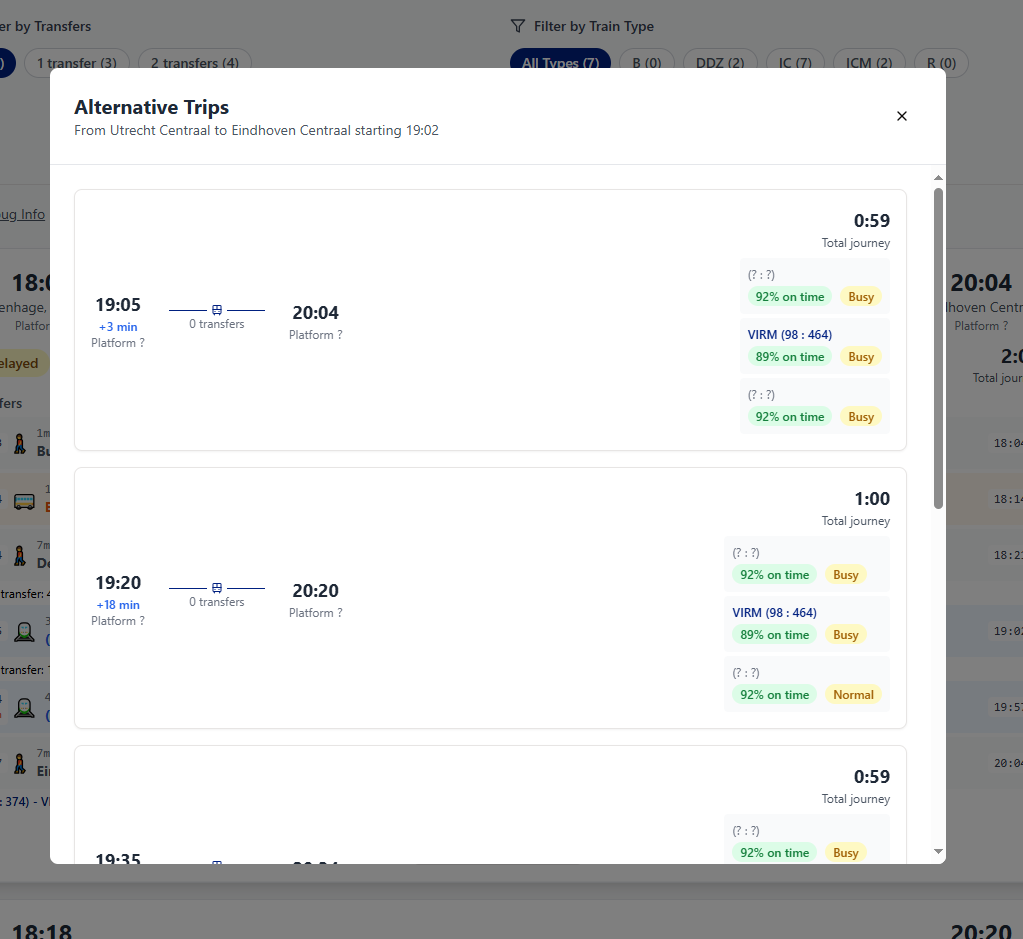 er by Transfers
Filter by Train Type
1 transfer (3)
2 transfers (4)
All Types (7)
B (0)
DDZ (2)
IC (7)
ICM (2)
R (0)
Alternative Trips
From Utrecht Centraal to Eindhoven Centraal starting 19:02
ug Info
18:0
enhage,
Platfor
elayed
fers
1m
Bu
7m
De
transfer: 4
transfer:
7m
Ein
: 374) - VI
18:18
0:59
Total journey
19:05
+3 min
Platform ?
0 transfers
20:04
Platform ?
(? : ?)
92% on time Busy
VIRM (98 : 464)
89% on time Busy
(? : ?)
92% on time Busy
1:00
Total journey
19:20
+18 min
Platform ?
0 transfers
20:20
Platform ?
(? : ?)
92% on time Busy
VIRM (98 : 464)
89% on time Busy
(? : ?)
92% on time Normal
0:59
Total journey
19:35
(? : ?)
92% on time Busy
20:04
dhoven Centr
Platform ?
2:0
Total jour
18:04
18:14
18:2
19:02
19:57
20:04
20:20